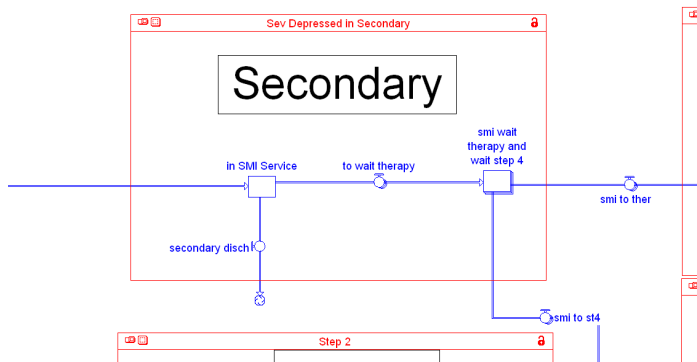 Sev Depressed in Secondary
Secondary
smi wait
therapy and
wait step 4
in SMI Service
to wait therapy
smi to ther
secondary disch
smi to st4
Step 2